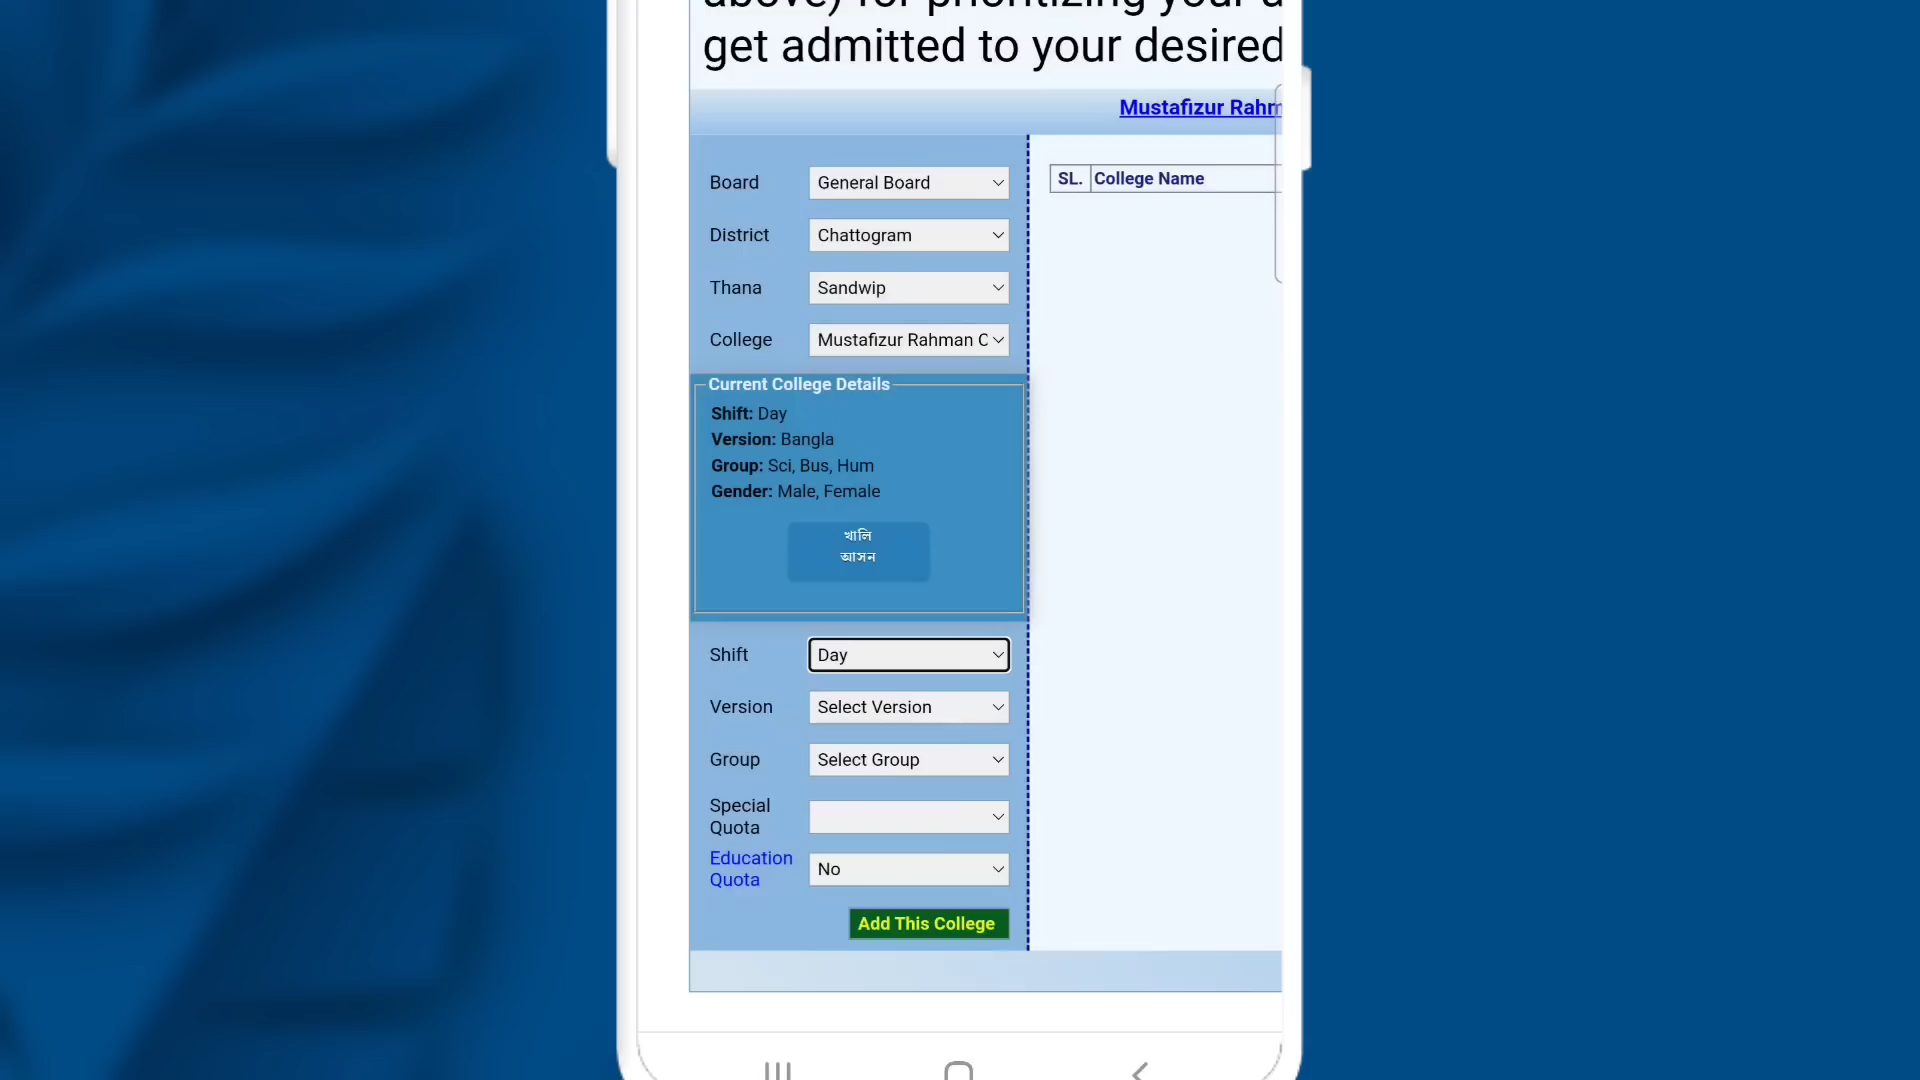 get admitted to your desired
Mustafizur Rahm
Board General Board
SL. College Name
District Chattogram
Thana Sandwip
College Mustafizur Rahman C
Current College Details
Shift: Day
Version: Bangla
Group: Sci, Bus, Hum
Gender: Male, Female
খালি
আসন
Shift Day
Version Select Version
Group Select Group
Special
Quota
Education
Quota
No
Add This College